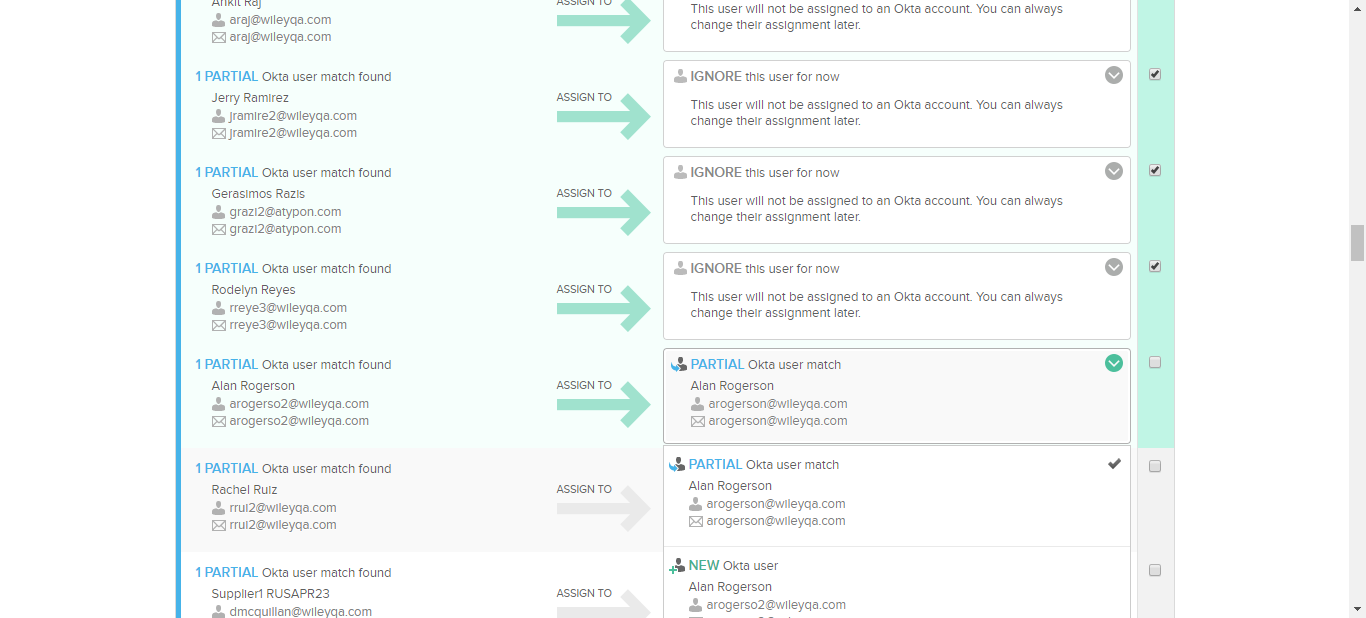 Ankit Raj
ASSIGN TO
This user will not be assigned to an Okta account. You can always
araj@wileyqa.com
change their assignment later.
araj@wileyqa.com
1 PARTIAL Okta user match found
IGNORE this user for now
Jerry Ramirez
ASSIGN TO
This user will not be assigned to an Okta account. You can always
jramire2@wileyqa.com
change their assignment later.
jramire2@wileyqa.com
1 PARTIAL Okta user match found
IGNORE this user for now
Gerasimos Razis
ASSIGN TO
This user will not be assigned to an Okta account. You can always
grazi2@atypon.com
change their assignment later.
grazi2@atypon.com
1 PARTIAL Okta user match found
IGNORE this user for now
Rodelyn Reyes
ASSIGN TO
This user will not be assigned to an Okta account. You can always
rreye3@wileyqa.com
change their assignment later.
rreye3@wileyqa.com
1 PARTIAL Okta user match found
PARTIAL Okta user match
Alan Rogerson
ASSIGN TO
Alan Rogerson
arogerso2@wileyqa.com
arogerson@wileyqa.com
arogerso2@wileyqa.com
arogerson@wileyqa.com
1 PARTIAL Okta user match found
PARTIAL Okta user match
Rachel Ruiz
ASSIGN TO
Alan Rogerson
rrui2@wileyqa.com
arogerson@wileyqa.com
rrui2@wileyqa.com
arogerson@wileyqa.com
1 PARTIAL Okta user match found
NEW Okta user
Supplier1 RUSAPR23
ASSIGN TO
Alan Rogerson
dmcquillan@wileyqa.com
arogerso2@wileyqa.com